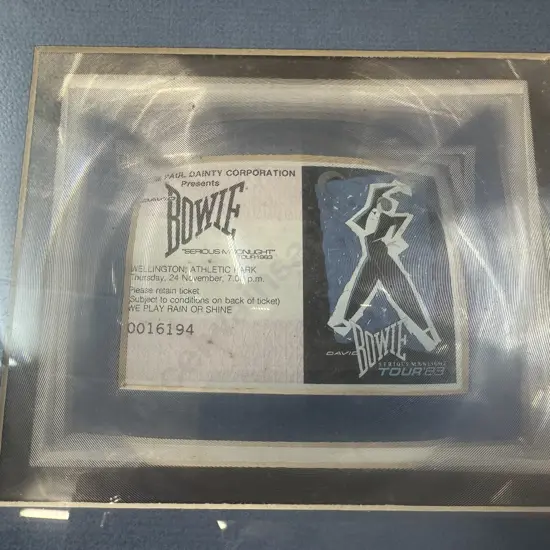 PAUL DAINTY CORPORATION
Presents
DAVID
BOWIE
"SERIOUS MOONLIGHT"
TOUR 1983
WELLINGTON ATHLETIC PARK
Thursday, 24 November, 7:00 p.m.
Please retain ticket
(Subject to conditions on back of ticket)
WE PLAY RAIN OR SHINE
0016194
DAVID
BOWIE
SERIOUS MOONLIGHT
TOUR '83